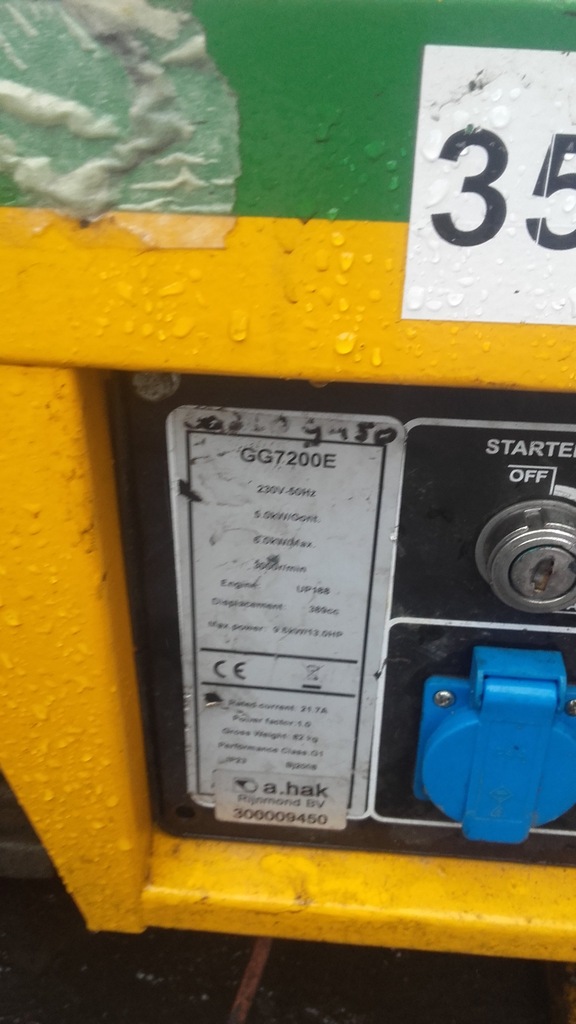 35
GG7200E
230V-50Hz
5.0kW/Cont.
6.0kW/Max.
3000r/min
Engine: UP188
Displacement: 389cc
Max power: 9.6kW/13.0HP
CE
Rated current: 21.7A
Power factor: 1.0
Gross Weight: 82 kg
Performance Class: G1
IP23
a.hak
Rijnmond BV
300009450
STARTE
OFF